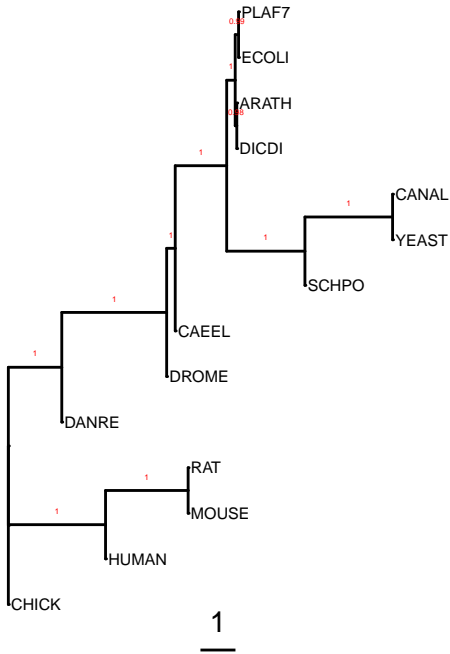 PLAF7
0.99
ECOLI
1
ARATH
0.98
DICDI
1
1
CANAL
1
YEAST
1
SCHPO
1
CAEEL
1
DROME
1
DANRE
RAT
1
MOUSE
1
HUMAN
CHICK
1